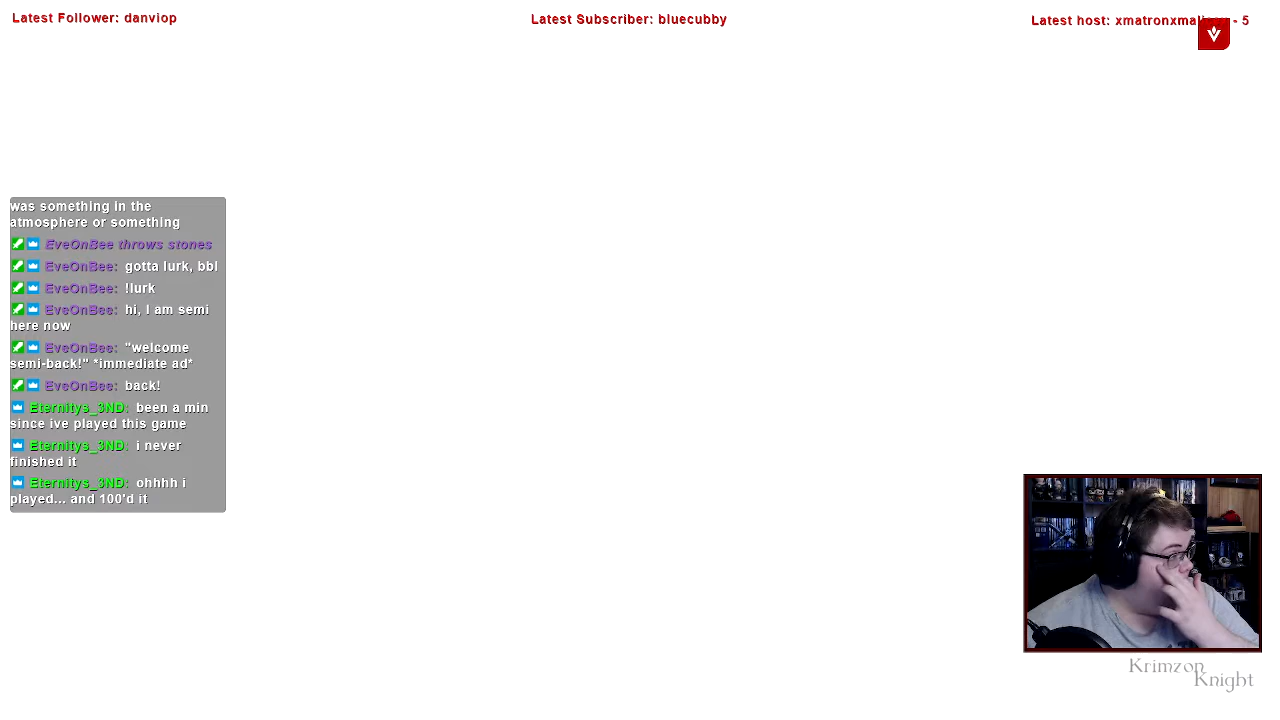 Latest Follower: danviop
Latest Subscriber: bluecubby
Latest host: - 5
was something in the
atmosphere or something
EveOnBee throws stones
EveOnBee: gotta lurk, bbl
EveOnBee: !lurk
EveOnBee: hi, I am semi
here now
EveOnBee: "welcome
semi-back!" *immediate ad*
EveOnBee: back!
Eternitys_3ND: been a min
since ive played this game
Eternitys_3ND: i never
finished it
Eternitys_3ND: ohhhh i
played... and 100'd it
Krimzon
Knight